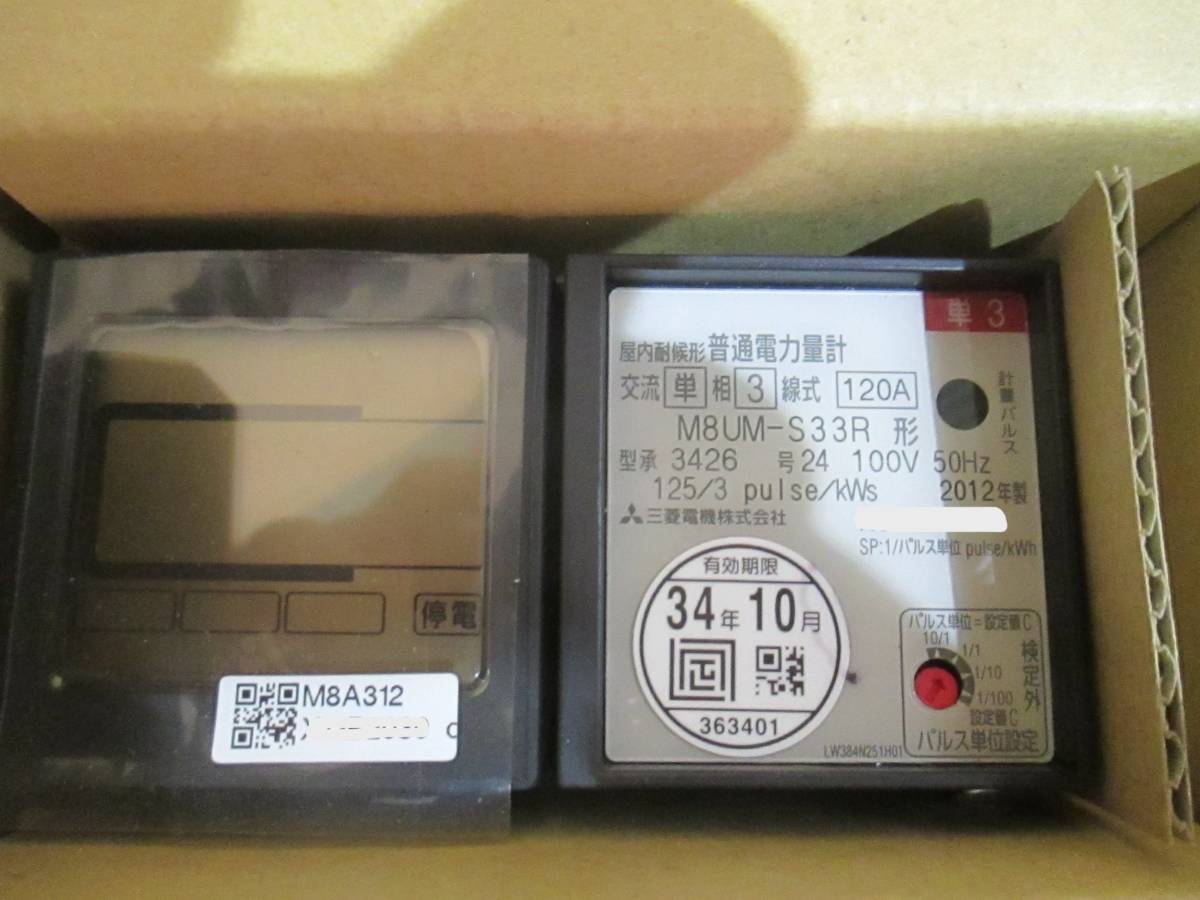 停電
M8A312
単3
屋内耐候形 普通電力量計
交流 単 相 3 線式 120A
M8UM-S33R 形
型承 3426 号24 100V 50Hz
125/3 pulse/kWs 2012年製
三菱電機株式会社
計量パルス
SP:1/パルス単位 pulse/kWh
有効期限
34年10月
363401
パルス単位=設定値C
10/1
1/1
1/10
1/100
検定外
設定値C
パルス単位設定
LW384N251H01